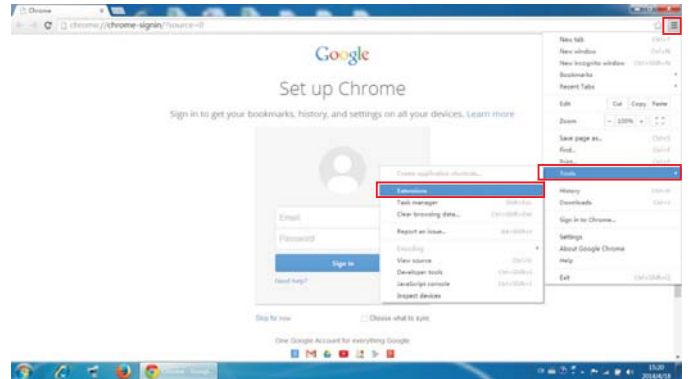 Chrome
chrome://chrome-signin/?source=0
Google
Set up Chrome
Sign in to get your bookmarks, history, and settings on all your devices. Learn more
Email
Password
Sign in
Need help?
Skip for now
Choose what to sync
One Google Account for everything Google
New tab
New window
New incognito window
Bookmarks
Recent Tabs
Edit Cut Copy Paste
Zoom - 100% +
Save page as...
Find...
Print...
Tools
History
Downloads
Sign in to Chrome...
Settings
About Google Chrome
Help
Exit
Create application shortcuts...
Extensions
Task manager
Clear browsing data...
Report an issue...
Encoding
View source
Developer tools
JavaScript console
Inspect devices
15:20
2014/4/18